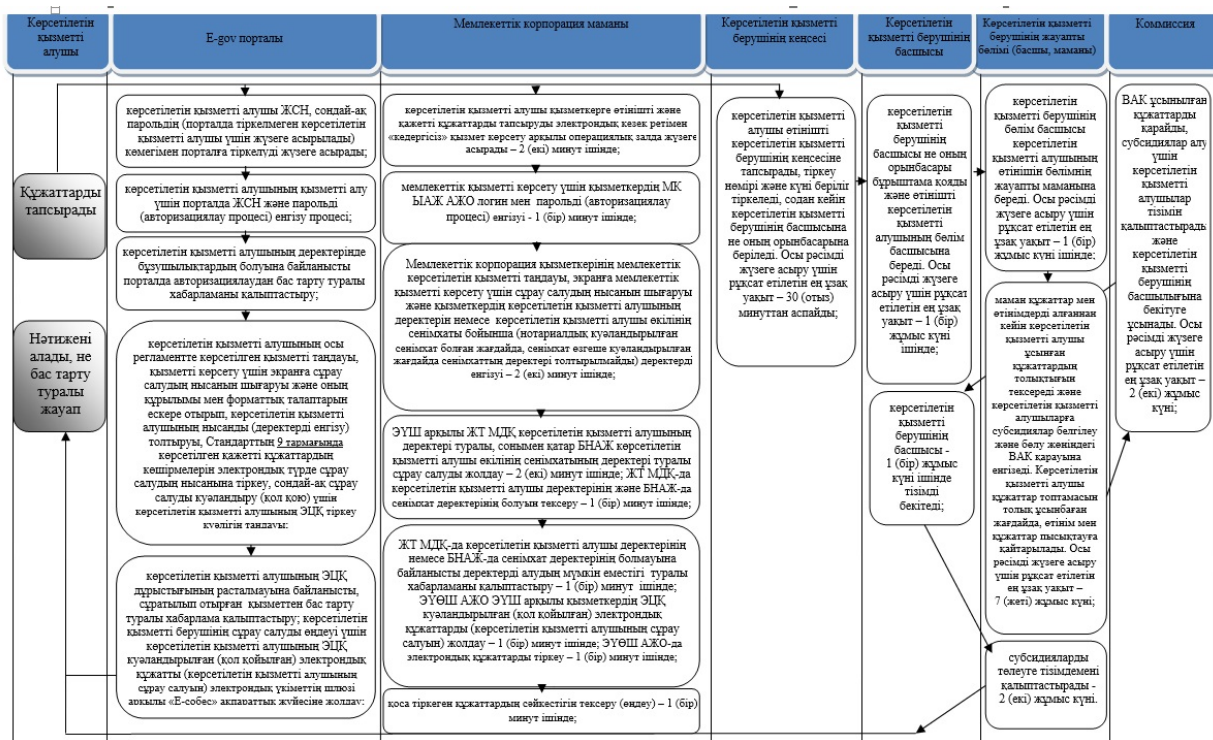 Көрсетілетін
қызметті
алушы
E-gov порталы
Мемлекеттік корпорация маманы
Көрсетілетін қызметті
берушінің кеңсесі
Көрсетілетін
қызметті берушінің
басшысы
Көрсетілетін қызметті
берушінің жауапты
бөлімі (басшы, маманы)
Коммиссия
Құжаттарды
тапсырады
Нәтижені
алады, не
бас тарту
туралы
жауап
көрсетілетін қызметті алушы ЖСН, сондай-ақ
парольдің (порталда тіркелмеген көрсетілетін
қызметті алушы үшін жүзеге асырылады)
көмегімен порталға тіркелуді жүзеге асырады;
көрсетілетін қызметті алушының қызметті алу
үшін порталда ЖСН және парольді
(авторизациялау процесі) енгізу процесі;
көрсетілетін қызметті алушының деректерінде
бұзушылықтардың болуына байланысты
порталда авторизациялаудан бас тарту туралы
хабарламаны қалыптастыру;
көрсетілетін қызметті алушының осы
регламентте көрсетілген қызметті таңдауы,
қызметті көрсету үшін экранға сұрау
салудың нысанын шығаруы және оның
құрылымы мен форматтық талаптарын
ескере отырып, көрсетілетін қызметті
алушының нысанды (деректерді енгізу)
толтыруы, Стандарттың 9 тармағында
көрсетілген қажетті құжаттардың
көшірмелерін электрондық түрде сұрау
салудың нысанына тіркеу, сондай-ақ сұрау
салуды куәландыру (қол қою) үшін
көрсетілетін қызметті алушының ЭЦҚ тіркеу
куәлігін таңдауы;
көрсетілетін қызметті алушының ЭЦҚ
дұрыстығының расталмауына байланысты,
сұратылып отырған қызметтен бас тарту
туралы хабарлама қалыптастыру; көрсетілетін
қызметті берушінің сұрау салуды өңдеуі үшін
көрсетілетін қызметті алушының ЭЦҚ
куәландырылған (қол қойылған) электрондық
құжатты (көрсетілетін қызметті алушының
сұрау салуын) электрондық үкіметтің шлюзі
арқылы «Е-собес» ақпараттық жүйесіне жолдау;
көрсетілетін қызметті алушы қызметкерге өтінішті және
қажетті құжаттарды тапсыруды электрондық кезек ретімен
«кедергісіз» қызмет көрсету арқылы операциялық залда жүзеге
асырады – 2 (екі) минут ішінде;
мемлекеттік қызметті көрсету үшін қызметкердің МК
ЫАЖ АЖО логин мен парольді (авторизациялау
процесі) енгізуі - 1 (бір) минут ішінде;
Мемлекеттік корпорация қызметкерінің мемлекеттік
көрсетілетін қызметті таңдауы, экранға мемлекеттік
қызметті көрсету үшін сұрау салудың нысанын шығаруы
және қызметкердің көрсетілетін қызметті алушының
деректерін немесе көрсетілетін қызметті алушы өкілінің
сенімхаты бойынша (нотариалдық куәландырылған
сенімхат болған жағдайда, сенімхат өзгеше куәландырылған
жағдайда сенімхаттың деректері толтырылмайды) деректерді
енгізуі – 2 (екі) минут ішінде;
ЭҮШ арқылы ЖТ МДҚ көрсетілетін қызметті алушының
деректері туралы, сонымен қатар БНАЖ көрсетілетін
қызметті алушы өкілінің сенімхатының деректері туралы
сұрау салуды жолдау – 2 (екі) минут ішінде; ЖТ МДҚ-да
көрсетілетін қызметті алушы деректерінің және БНАЖ-да
сенімхат деректерінің болуын тексеру – 1 (бір) минут ішінде;
ЖТ МДҚ-да көрсетілетін қызметті алушы деректерінің
немесе БНАЖ-да сенімхат деректерінің болмауына
байланысты деректерді алудың мүмкін еместігі туралы
хабарламаны қалыптастыру – 1 (бір) минут ішінде;
ЭҮӨШ АЖО ЭҮШ арқылы қызметкердің ЭЦҚ
куәландырылған (қол қойылған) электрондық
құжаттарды (көрсетілетін қызметті алушының сұрау
салуын) жолдау – 1 (бір) минут ішінде; ЭҮӨШ АЖО-да
электрондық құжаттарды тіркеу – 1 (бір) минут ішінде;
қоса тіркеген құжаттардың сәйкестігін тексеру (өңдеу) – 1 (бір)
минут ішінде;
көрсетілетін
қызметті
алушы өтінішті
көрсетілетін
қызметті
берушінің
кеңсесіне
тапсырады, тіркеу
нөмірі және күні беріліп
тіркеледі, содан кейін
көрсетілетін қызметті
берушінің басшысына
не оның орынбасарына
беріледі. Осы рәсімді
жүзеге асыру үшін
рұқсат етілетін ең ұзақ
уақыт – 30 (отыз)
минуттан аспайды;
көрсетілетін
қызметті
берушінің
басшысы не оның
орынбасары
бұрыштама қояды
және өтінішті
көрсетілетін
қызметті
алушының бөлім
басшысына
береді. Осы
рәсімді жүзеге
асыру үшін рұқсат
етілетін ең ұзақ
уақыт – 1 (бір)
жұмыс күні
ішінде;
көрсетілетін
қызметті
берушінің
басшысы -
1 (бір) жұмыс
күні ішінде
тізімді
бекітеді;
көрсетілетін
қызметті берушінің
бөлім басшысы
көрсетілетін қызметті
алушының
өтінішін бөлімнің
жауапты маманына
береді. Осы рәсімді
жүзеге асыру үшін
рұқсат етілетін ең
ұзақ уақыт – 1 (бір)
жұмыс күні ішінде;
маман құжаттар мен
өтінімдерді алғаннан
кейін көрсетілетін
қызметті алушы
ұсынған
құжаттардың
толықтығын
тексереді және
көрсетілетін қызметті
алушыларға
субсидиялар белгілеу
және бөлу жөніндегі
ВАК қарауына
енгізеді. Көрсетілетін
қызметті алушы
құжаттар топтамасын
толық ұсынбаған
жағдайда, өтінім мен
құжаттар пысықтауға
қайтарылады. Осы
рәсімді жүзеге асыру
үшін рұқсат етілетін
ең ұзақ уақыт –
7 (жеті) жұмыс күні;
субсидияларды
төлеуге тізімдемені
қалыптастырады -
2 (екі) жұмыс күні.
ВАК ұсынылған
құжаттарды
қарайды,
субсидиялар алу
үшін
көрсетілетін
қызметті
алушылар
тізімін
қалыптастырады
және
көрсетілетін
қызметті
берушінің
басшылығына
бекітуге
ұсынады. Осы
рәсімді жүзеге
асыру үшін
рұқсат етілетін
ең ұзақ уақыт –
2 (екі) жұмыс
күні;